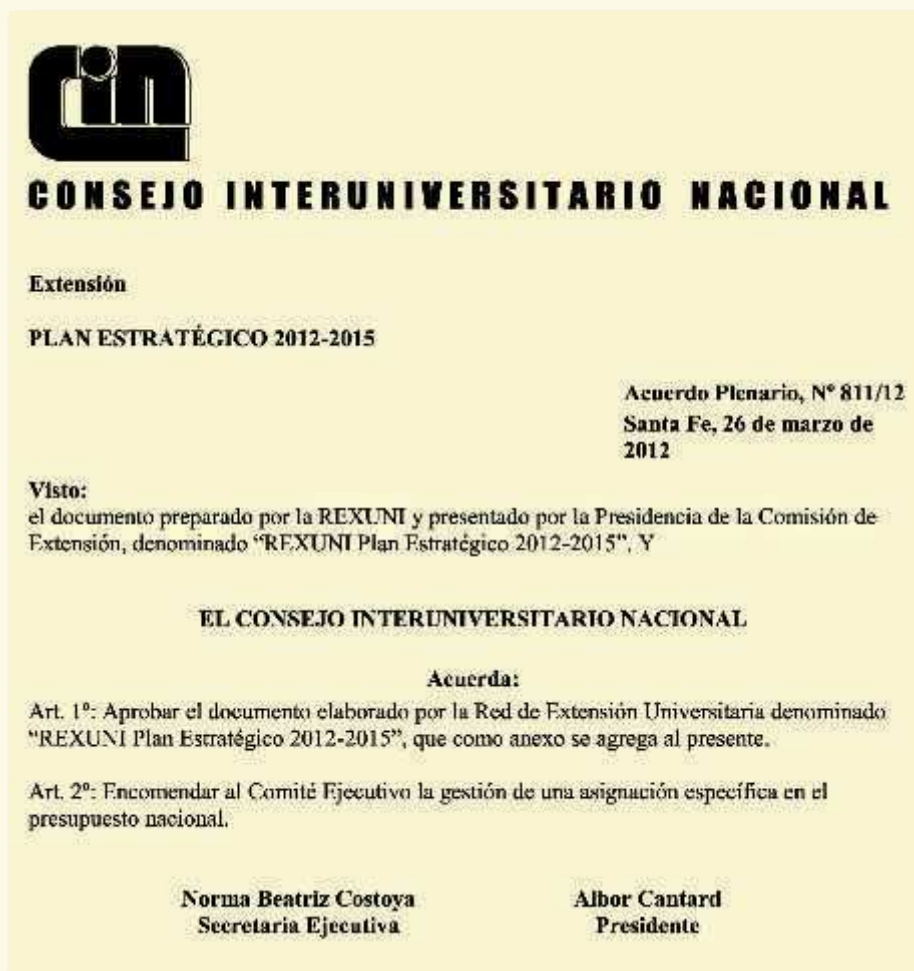 cin
CONSEJO INTERUNIVERSITARIO NACIONAL
Extensión
PLAN ESTRATÉGICO 2012-2015
Acuerdo Plenario, Nº 811/12
Santa Fe, 26 de marzo de
2012
Visto:
el documento preparado por la REXUNI y presentado por la Presidencia de la Comisión de
Extensión, denominado “REXUNI Plan Estratégico 2012-2015”. Y
EL CONSEJO INTERUNIVERSITARIO NACIONAL
Acuerda:
Art. 1º: Aprobar el documento elaborado por la Red de Extensión Universitaria denominado
“REXUNI Plan Estratégico 2012-2015”, que como anexo se agrega al presente.
Art. 2º: Encomendar al Comité Ejecutivo la gestión de una asignación específica en el
presupuesto nacional.
Norma Beatriz Costoya Albor Cantard
Secretaria Ejecutiva Presidente